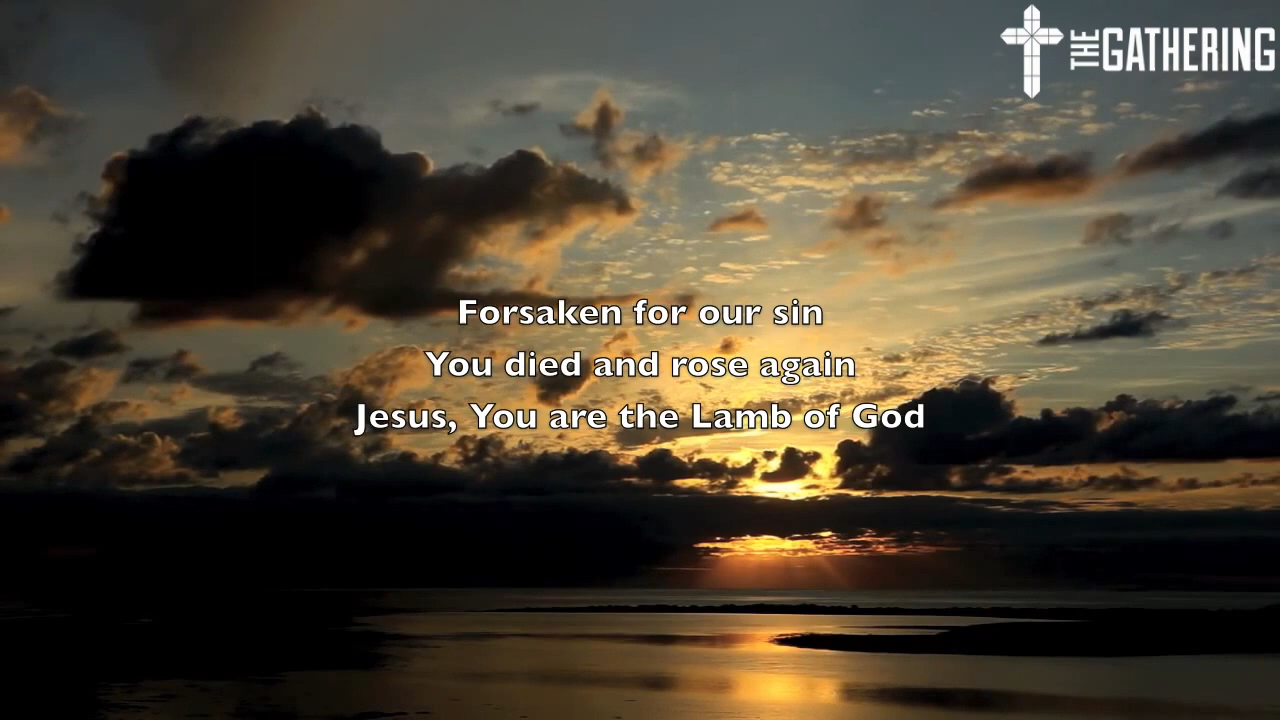 THE GATHERING
Forsaken for our sin
You died and rose again
Jesus, You are the Lamb of God